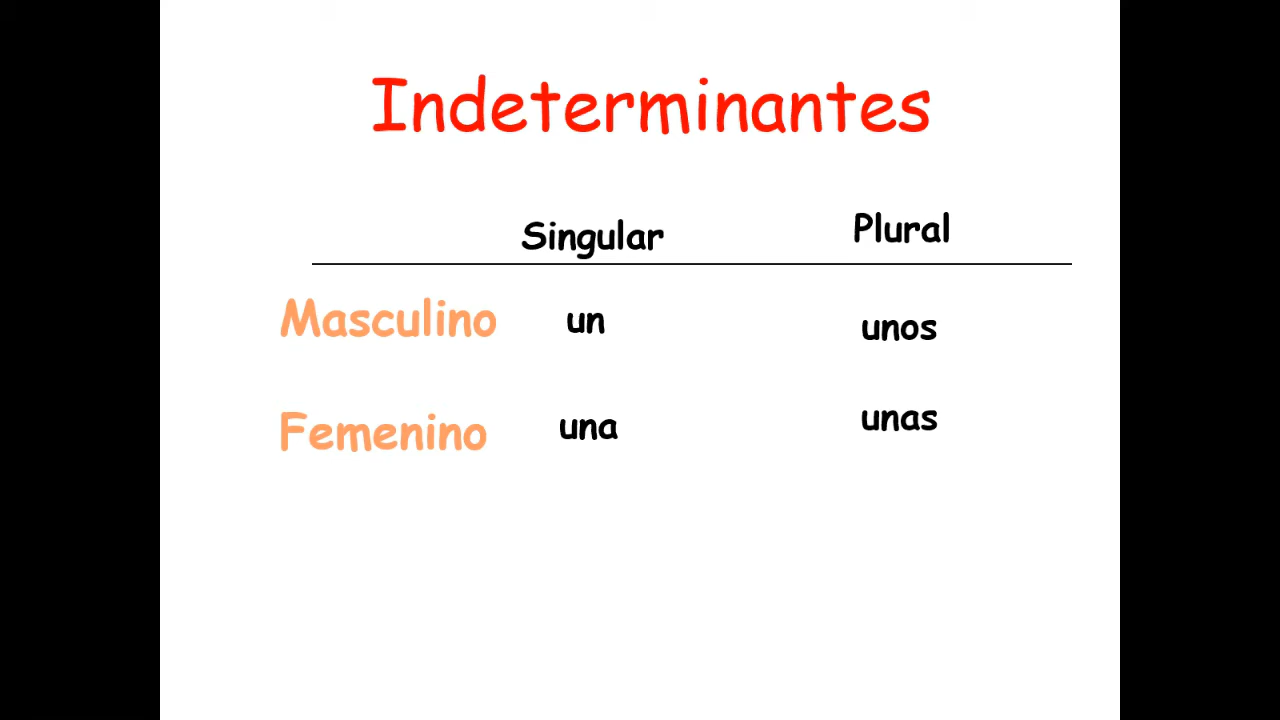 Indeterminantes
Singular Plural
Masculino un unos
Femenino una unas